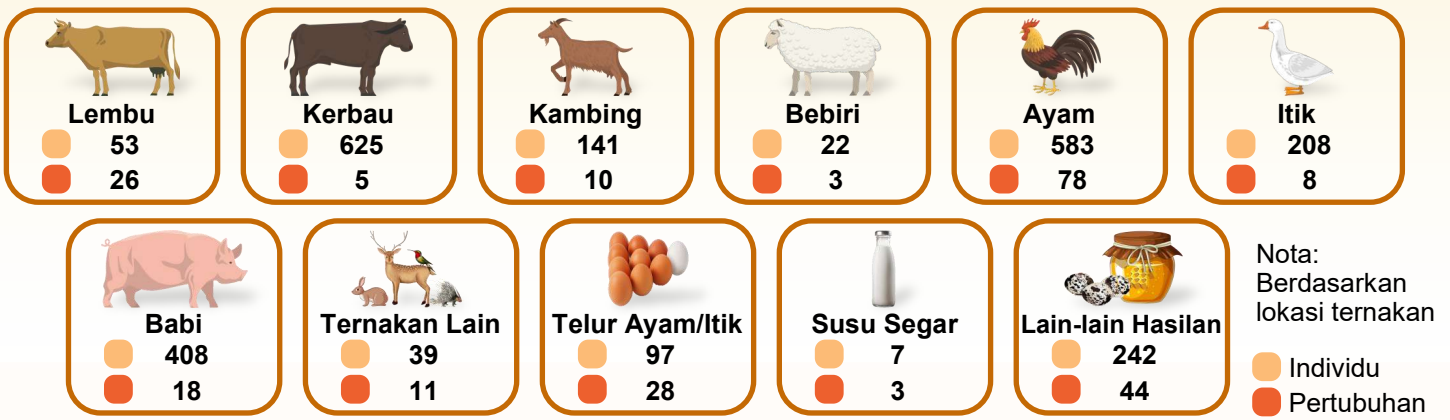 Lembu
53
26
Kerbau
625
5
Kambing
141
10
Bebiri
22
3
Ayam
583
78
Itik
208
8
Babi
408
18
Ternakan Lain
39
11
Telur Ayam/Itik
97
28
Susu Segar
7
3
Lain-lain Hasilan
242
44
Nota:
Berdasarkan
lokasi ternakan
Individu
Pertubuhan